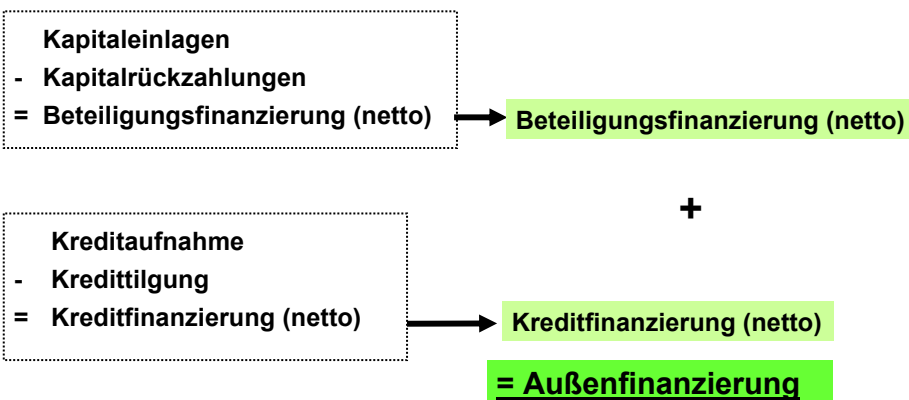 Kapitaleinlagen
- Kapitalrückzahlungen
= Beteiligungsfinanzierung (netto)
Beteiligungsfinanzierung (netto)
+
Kreditaufnahme
- Kredittilgung
= Kreditfinanzierung (netto)
Kreditfinanzierung (netto)
= Außenfinanzierung